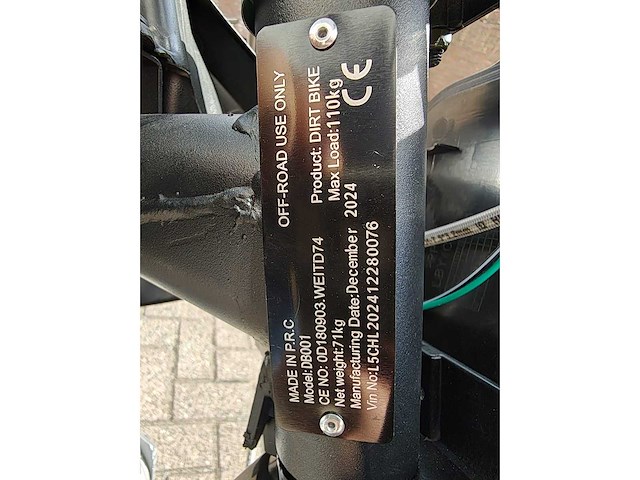 MADE IN P.R.C OFF-ROAD USE ONLY
Model:DB001
CE NO: 0D180903.WEITD74 Product: DIRT BIKE
Net weight:71kg Max Load:110kg
Manufacturing Date:December 2024
Vin No:L5CHL202412280076
CE